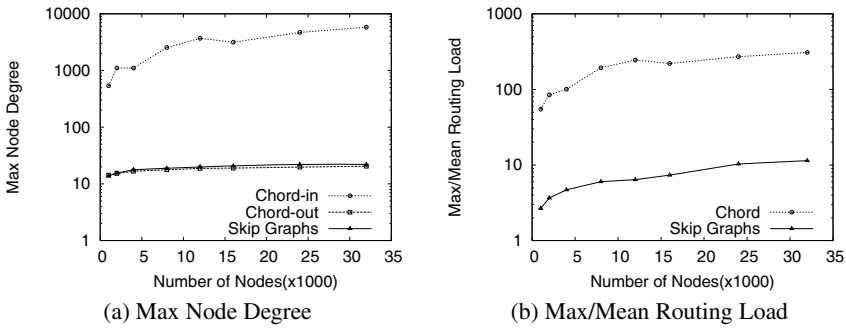 Max Node Degree
10000
1000
100
10
1
Chord-in
Chord-out
Skip Graphs
0 5 10 15 20 25 30 35
Number of Nodes(x1000)
(a) Max Node Degree
Max/Mean Routing Load
1000
100
10
1
Chord
Skip Graphs
0 5 10 15 20 25 30 35
Number of Nodes(x1000)
(b) Max/Mean Routing Load